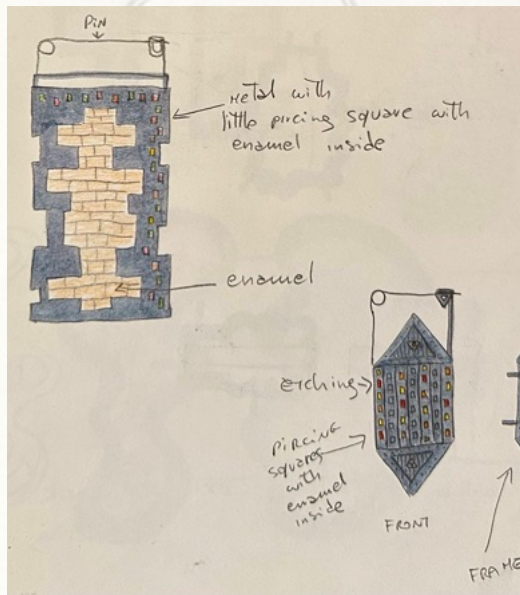 PiN
Metal with
little pircing square with
enamel inside
enamel
etching
PiRCiNG
squares
with
enamel
inside
FRONT
FRAME